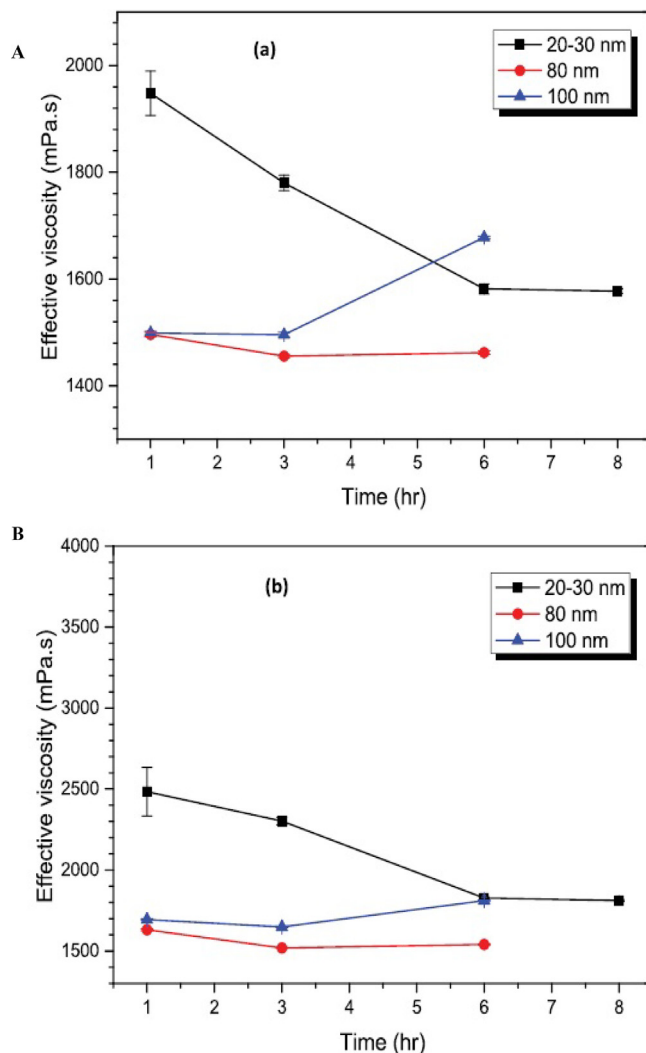 A
(a)
20-30 nm
80 nm
100 nm
Effective viscosity (mPa.s)
2000
1800
1600
1400
1 2 3 4 5 6 7 8
Time (hr)
B
(b)
20-30 nm
80 nm
100 nm
Effective viscosity (mPa.s)
4000
3500
3000
2500
2000
1500
1 2 3 4 5 6 7 8
Time (hr)